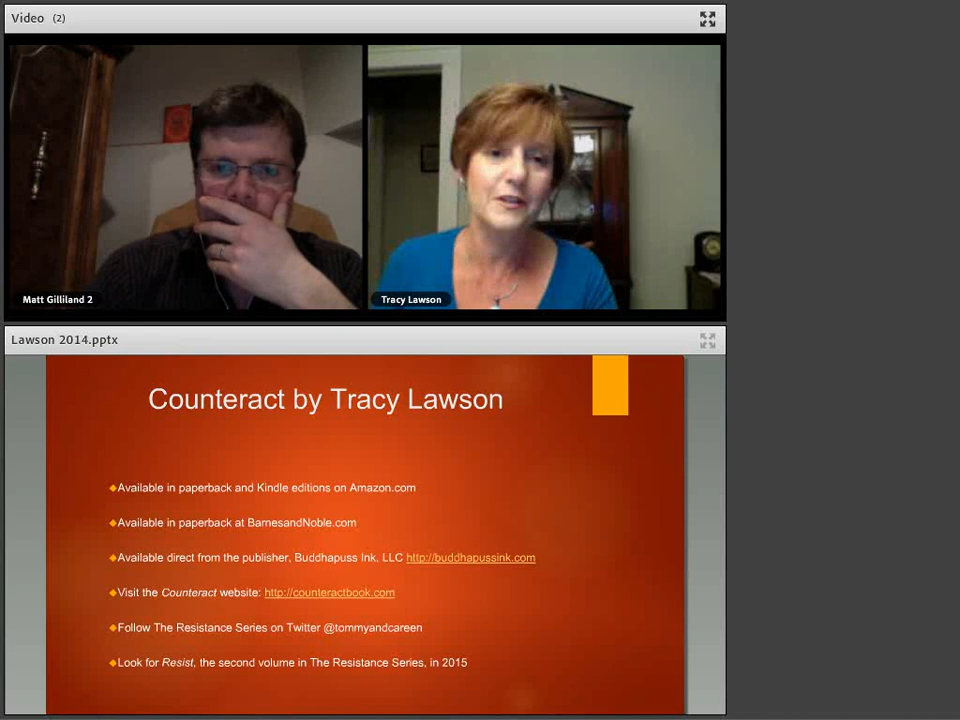 Video (2)
Matt Gilliland 2
Tracy Lawson
Lawson 2014.pptx
Counteract by Tracy Lawson
Available in paperback and Kindle editions on Amazon.com
Available in paperback at BarnesandNoble.com
Available direct from the publisher, Buddhapuss Ink, LLC http://buddhapussink.com
Visit the Counteract website: http://counteractbook.com
Follow The Resistance Series on Twitter @tommyandcareen
Look for Resist, the second volume in The Resistance Series, in 2015